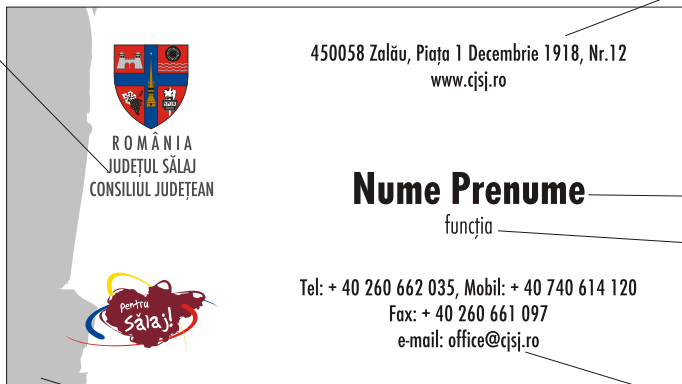 450058 Zalău, Piața 1 Decembrie 1918, Nr.12
www.cjsj.ro
ROMÂNIA
JUDEȚUL SĂLAJ
CONSILIUL JUDEȚEAN
Nume Prenume
funcția
pentru
Sălaj!
Tel: + 40 260 662 035, Mobil: + 40 740 614 120
Fax: + 40 260 661 097
e-mail: office@cjsj.ro